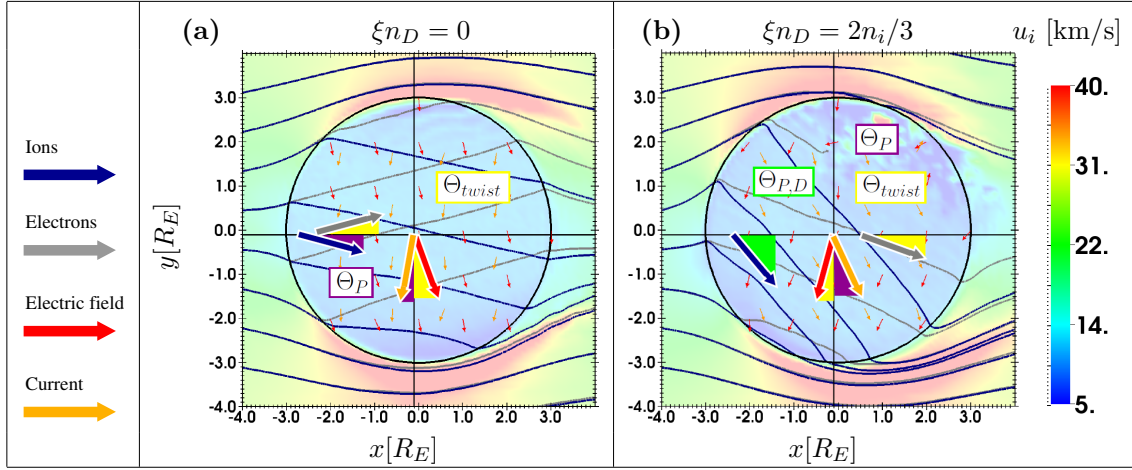 (a) ξn_D = 0
(b) ξn_D = 2n_i/3
u_i [km/s]
Ions
Electrons
Electric field
Current
y[R_E]
3.0
2.0
1.0
0.0
-1.0
-2.0
-3.0
-4.0
-4.0 -3.0 -2.0 -1.0 0.0 1.0 2.0 3.0
x[R_E]
Θ_twist
Θ_P
3.0
2.0
1.0
0.0
-1.0
-2.0
-3.0
-4.0
-4.0 -3.0 -2.0 -1.0 0.0 1.0 2.0 3.0
x[R_E]
Θ_P
Θ_P,D
Θ_twist
40.
31.
22.
14.
5.